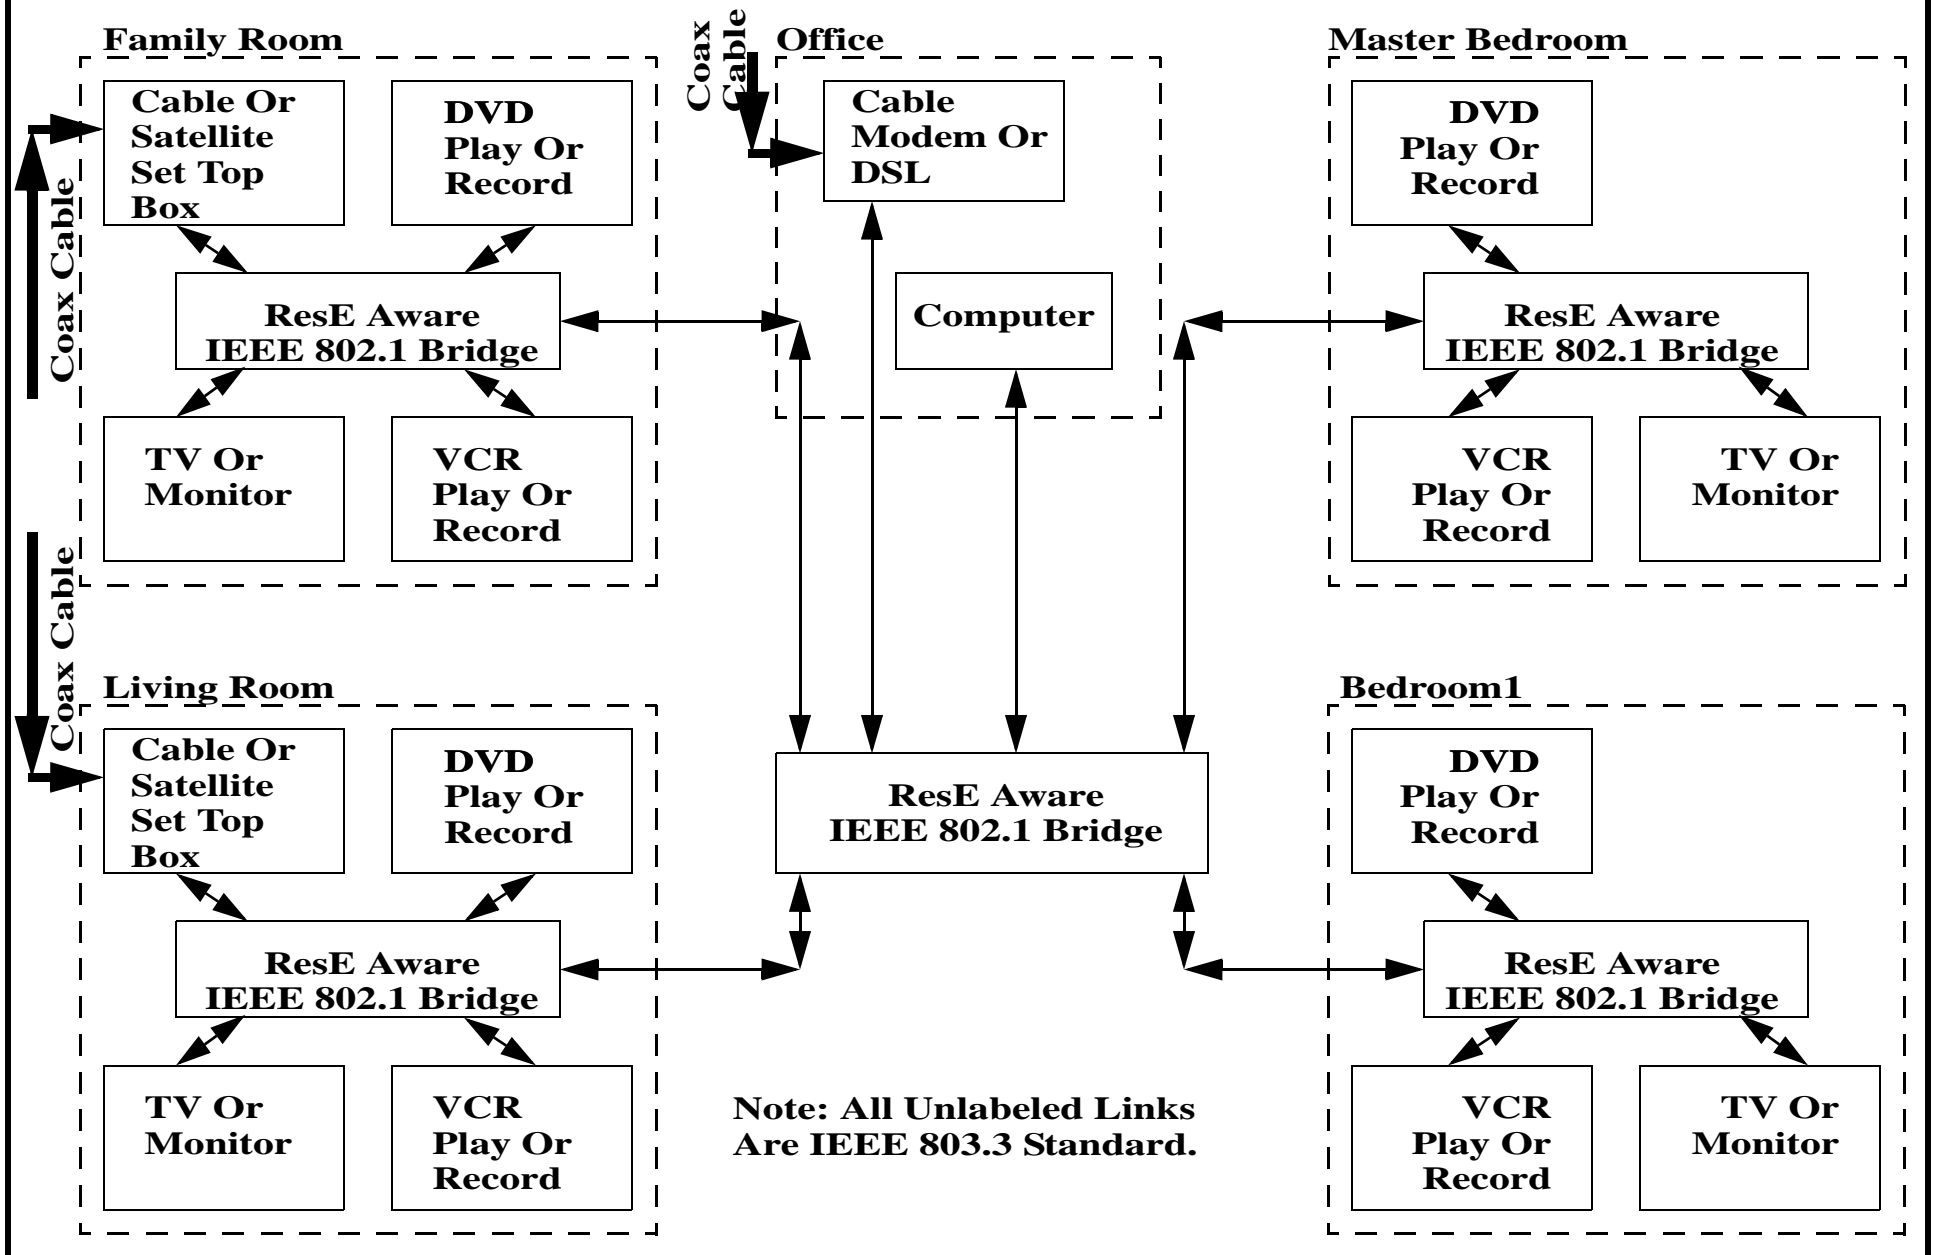 Family Room
Coax Cable
Cable Or
Satellite
Set Top
Box
DVD
Play Or
Record
ResE Aware
IEEE 802.1 Bridge
TV Or
Monitor
VCR
Play Or
Record
Coax
Cable
Office
Cable
Modem Or
DSL
Computer
Master Bedroom
DVD
Play Or
Record
ResE Aware
IEEE 802.1 Bridge
VCR
Play Or
Record
TV Or
Monitor
Coax Cable
Living Room
Cable Or
Satellite
Set Top
Box
DVD
Play Or
Record
ResE Aware
IEEE 802.1 Bridge
TV Or
Monitor
VCR
Play Or
Record
ResE Aware
IEEE 802.1 Bridge
Note: All Unlabeled Links
Are IEEE 803.3 Standard.
Bedroom1
DVD
Play Or
Record
ResE Aware
IEEE 802.1 Bridge
VCR
Play Or
Record
TV Or
Monitor